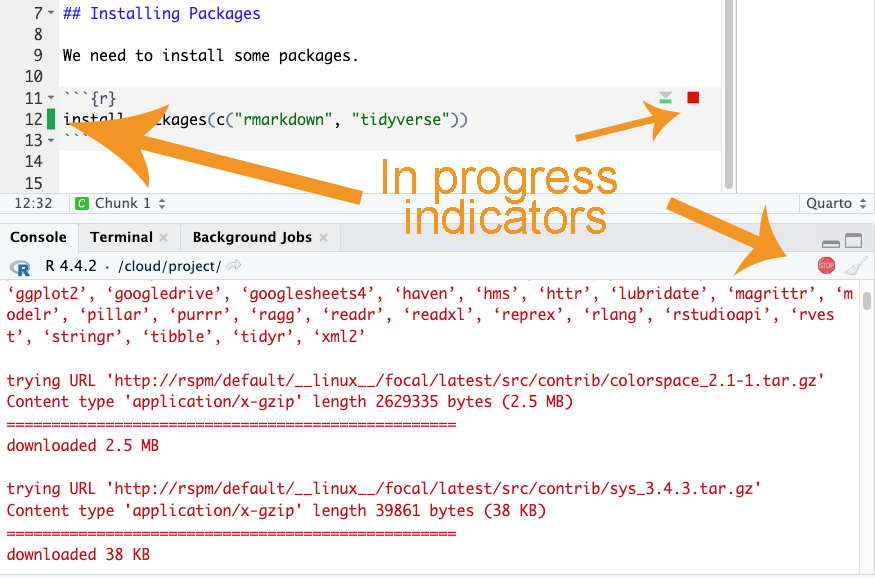 7 ## Installing Packages
8
9 We need to install some packages.
10
11 ```{r}
12 install.packages(c("rmarkdown", "tidyverse"))
13 ```
14
15
In progress
indicators
12:32 C Chunk 1 Quarto
Console Terminal × Background Jobs ×
R R 4.4.2 · /cloud/project/ STOP
‘ggplot2’, ‘googledrive’, ‘googlesheets4’, ‘haven’, ‘hms’, ‘httr’, ‘lubridate’, ‘magrittr’, ‘m
odelr’, ‘pillar’, ‘purrr’, ‘ragg’, ‘readr’, ‘readxl’, ‘reprex’, ‘rlang’, ‘rstudioapi’, ‘rves
t’, ‘stringr’, ‘tibble’, ‘tidyr’, ‘xml2’
trying URL 'http://rspm/default/__linux__/focal/latest/src/contrib/colorspace_2.1-1.tar.gz'
Content type 'application/x-gzip' length 2629335 bytes (2.5 MB)
==================================================
downloaded 2.5 MB
trying URL 'http://rspm/default/__linux__/focal/latest/src/contrib/sys_3.4.3.tar.gz'
Content type 'application/x-gzip' length 39861 bytes (38 KB)
==================================================
downloaded 38 KB